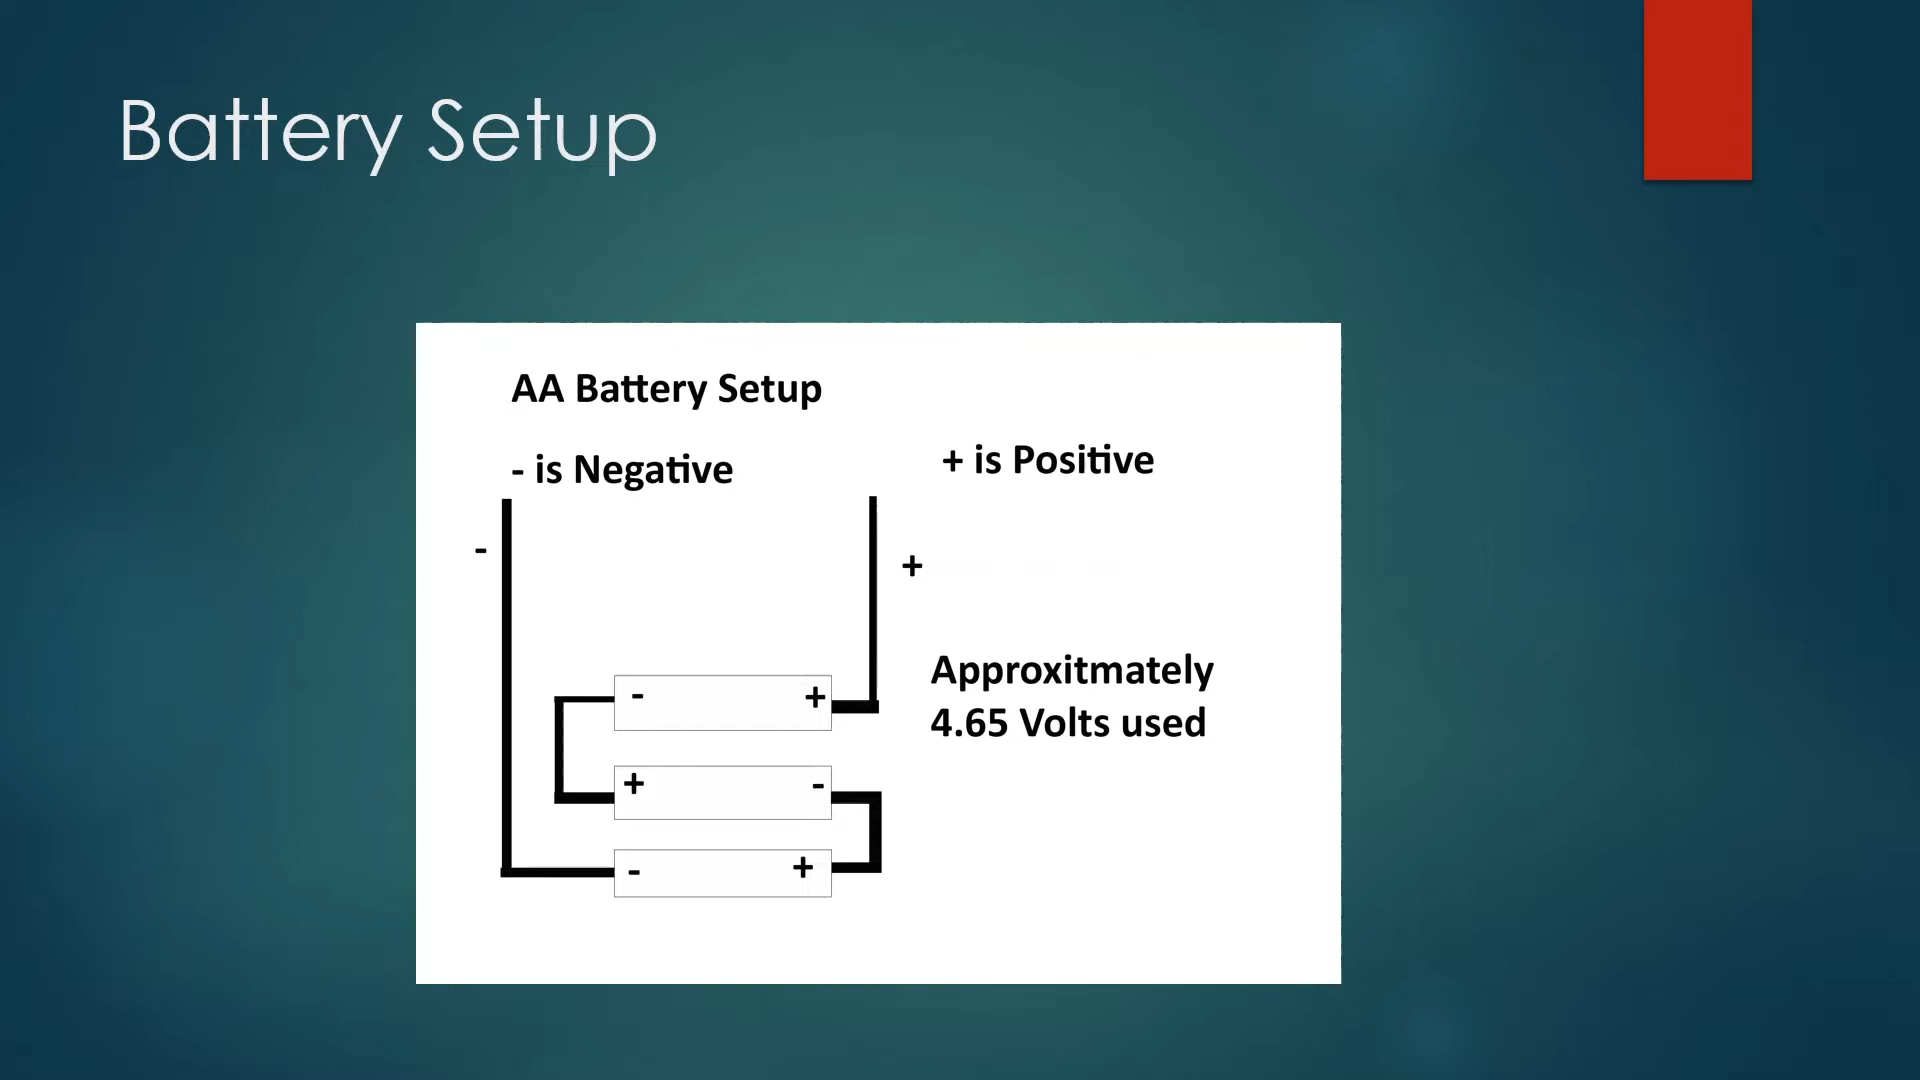 Battery Setup
AA Battery Setup
- is Negative
+ is Positive
-
+
Approxitmately
4.65 Volts used
- +
+ -
- +